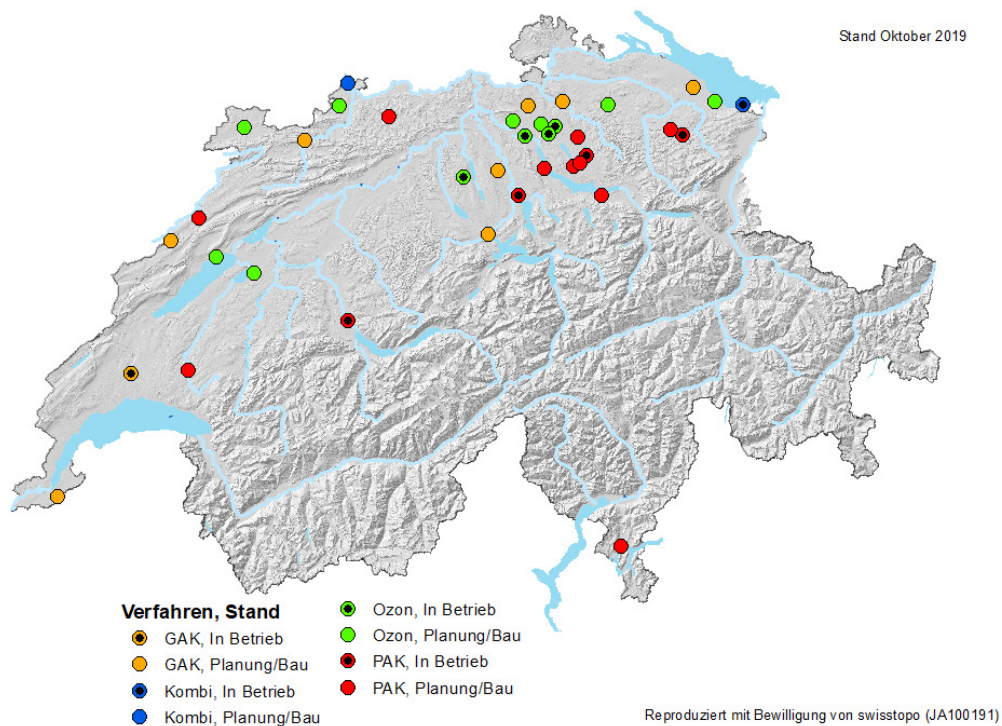 Stand Oktober 2019
Verfahren, Stand
GAK, In Betrieb
GAK, Planung/Bau
Kombi, In Betrieb
Kombi, Planung/Bau
Ozon, In Betrieb
Ozon, Planung/Bau
PAK, In Betrieb
PAK, Planung/Bau
Reproduziert mit Bewilligung von swisstopo (JA100191)